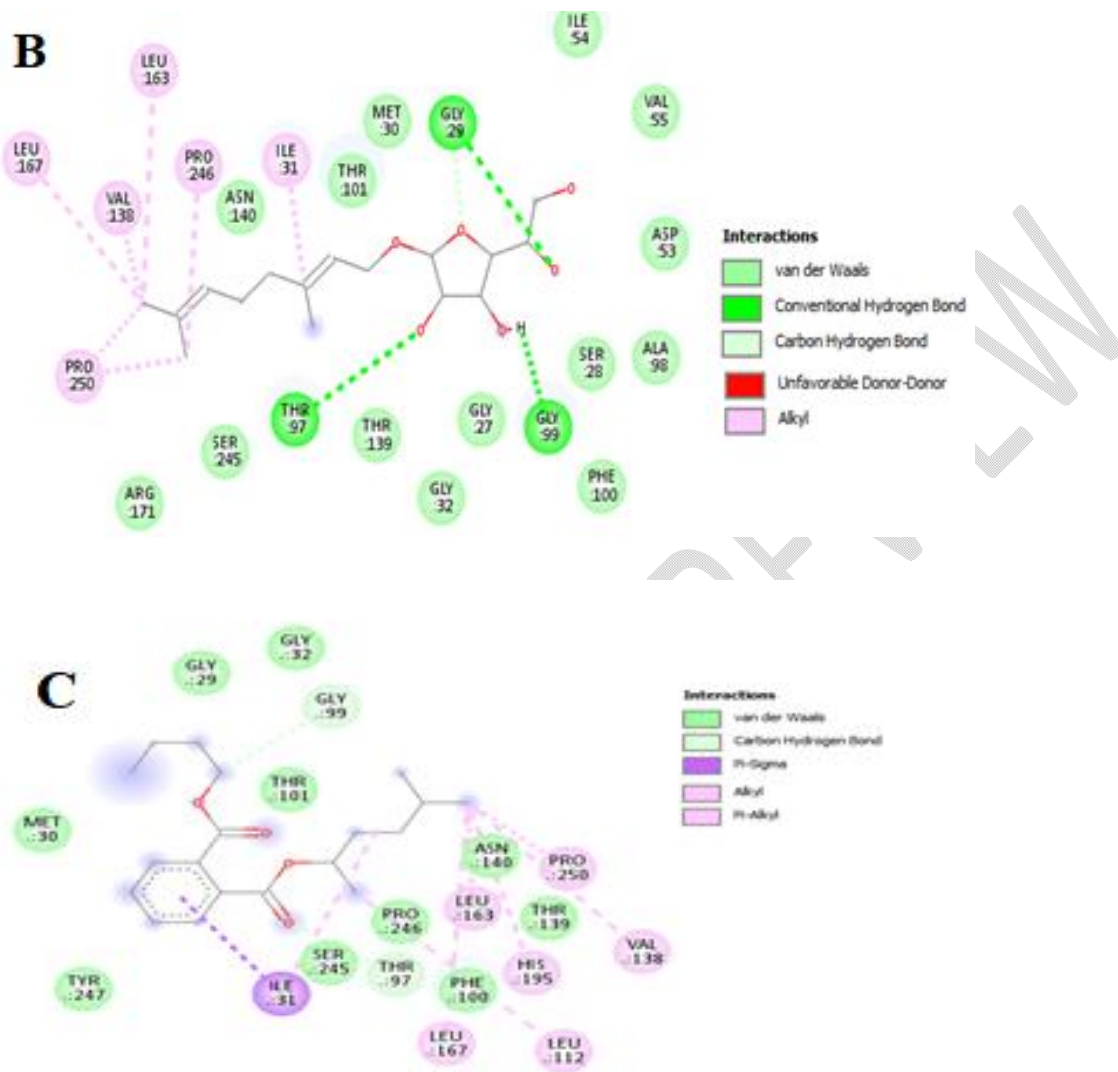 B
ILE
:54
LEU
:163
MET
:30
GLY
:29
VAL
:55
LEU
:167
PRO
:246
ILE
:31
THR
:101
VAL
:138
ASN
:140
O
O
O
ASP
:53
Interactions
van der Waals
Conventional Hydrogen Bond
Carbon Hydrogen Bond
Unfavorable Donor-Donor
Alkyl
O
O
O
H
PRO
:250
SER
:28
ALA
:98
THR
:97
SER
:245
THR
:139
GLY
:27
GLY
:99
ARG
:171
GLY
:32
PHE
:100
C
GLY
:29
GLY
:32
GLY
:99
Interactions
van der Waals
Carbon Hydrogen Bond
Pi-Sigma
Alkyl
Pi-Alkyl
THR
:101
O
O
MET
:30
ASN
:140
PRO
:250
O
O
LEU
:163
THR
:139
PRO
:246
VAL
:138
SER
:245
THR
:97
HIS
:195
PHE
:100
TYR
:247
ILE
:31
LEU
:167
LEU
:112